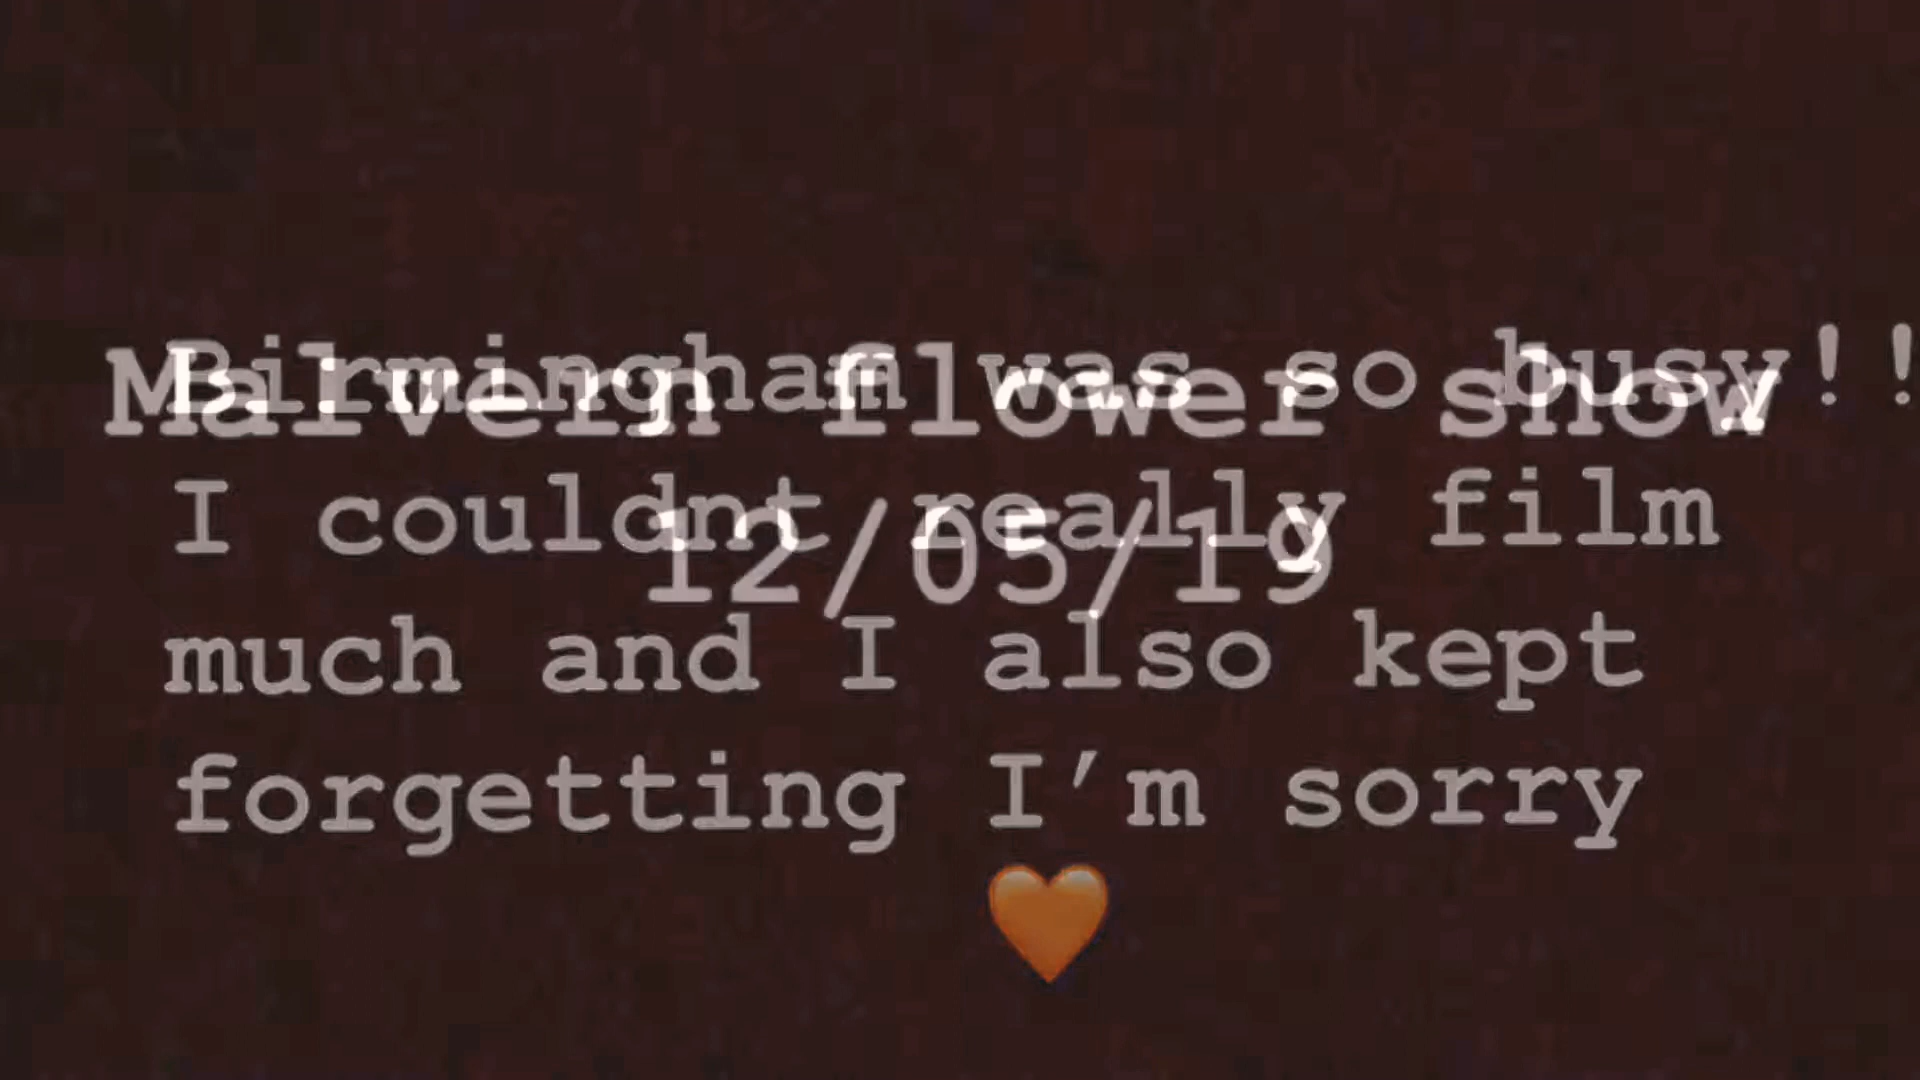 Birmingham was so busy!!
Malvern flower show
I couldnt really film
12/05/19
much and I also kept
forgetting I’m sorry
🧡